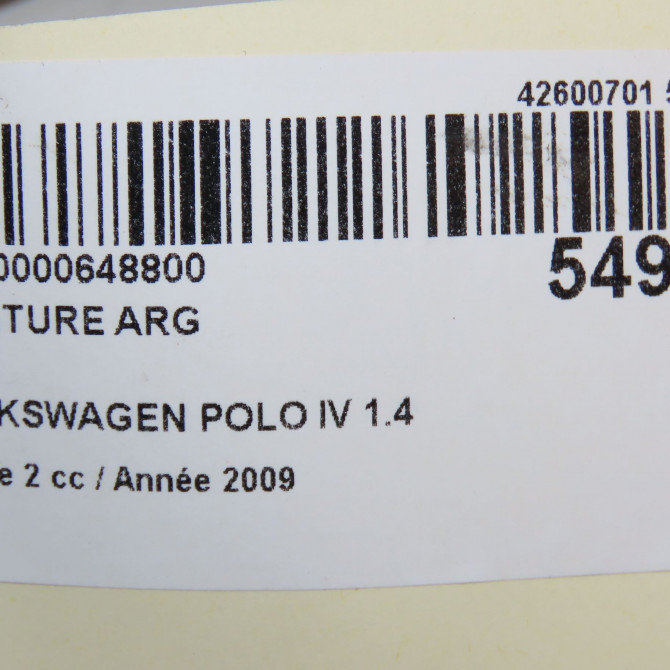 42600701 5
0000648800
549
TURE ARG
KSWAGEN POLO IV 1.4
e 2 cc / Année 2009